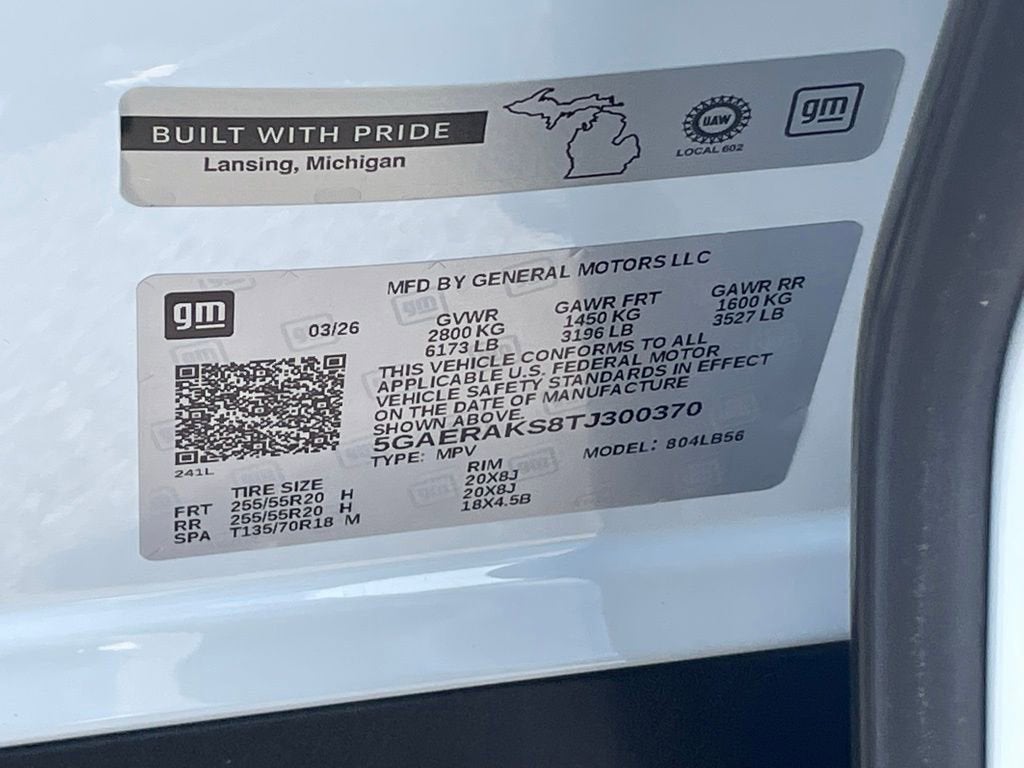 BUILT WITH PRIDE
Lansing, Michigan
UAW
LOCAL 602
gm
MFD BY GENERAL MOTORS LLC
gm
03/26
GVWR
2800 KG
6173 LB
GAWR FRT
1450 KG
3196 LB
GAWR RR
1600 KG
3527 LB
THIS VEHICLE CONFORMS TO ALL
APPLICABLE U.S. FEDERAL MOTOR
VEHICLE SAFETY STANDARDS IN EFFECT
ON THE DATE OF MANUFACTURE
SHOWN ABOVE.
5GAERAKS8TJ300370
TYPE: MPV
MODEL: 804LB56
241L
TIRE SIZE RIM
FRT 255/55R20 H 20X8J
RR 255/55R20 H 20X8J
SPA T135/70R18 M 18X4.5B